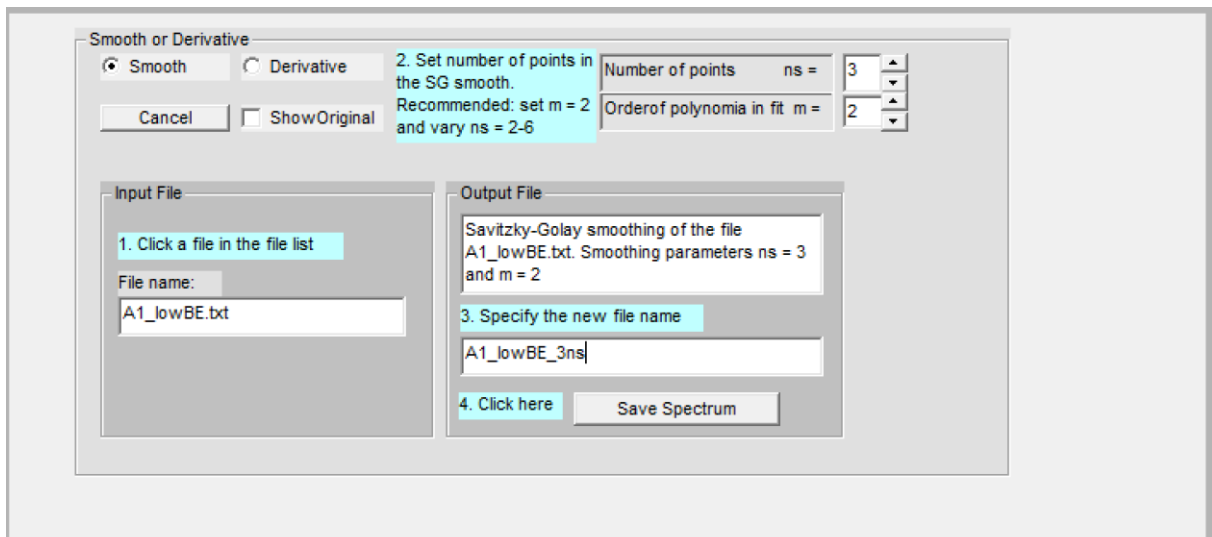 Smooth or Derivative
Smooth
Derivative
Cancel
ShowOriginal
2. Set number of points in
the SG smooth.
Recommended: set m = 2
and vary ns = 2-6
Number of points ns =
3
Orderof polynomia in fit m =
2
Input File
1. Click a file in the file list
File name:
A1_lowBE.txt
Output File
Savitzky-Golay smoothing of the file
A1_lowBE.txt. Smoothing parameters ns = 3
and m = 2
3. Specify the new file name
A1_lowBE_3ns
4. Click here
Save Spectrum